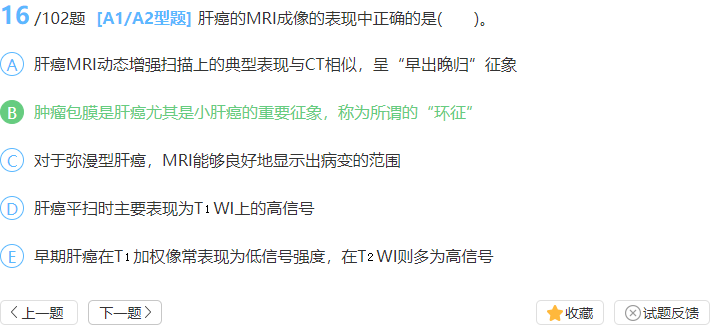 16/102题 [A1/A2型题] 肝癌的MRI成像的表现中正确的是(  )。
A 肝癌MRI动态增强扫描上的典型表现与CT相似，呈“早出晚归”征象
B 肿瘤包膜是肝癌尤其是小肝癌的重要征象，称为所谓的“环征”
C 对于弥漫型肝癌，MRI能够良好地显示出病变的范围
D 肝癌平扫时主要表现为T₁WI上的高信号
E 早期肝癌在T₁加权像常表现为低信号强度，在T₂WI则多为高信号
上一题 下一题 收藏 试题反馈